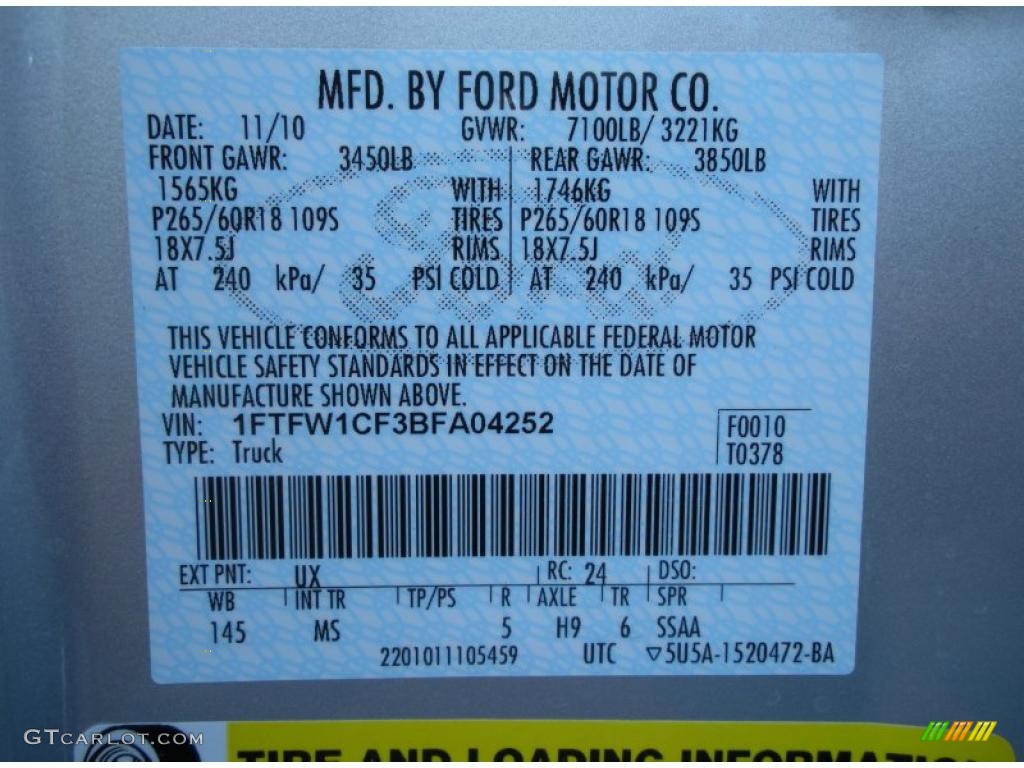 MFD. BY FORD MOTOR CO.
DATE: 11/10 GVWR: 7100LB/ 3221KG
FRONT GAWR: 3450LB REAR GAWR: 3850LB
1565KG WITH 1746KG WITH
P265/60R18 109S TIRES P265/60R18 109S TIRES
18X7.5J RIMS 18X7.5J RIMS
AT 240 kPa/ 35 PSI COLD AT 240 kPa/ 35 PSI COLD
THIS VEHICLE CONFORMS TO ALL APPLICABLE FEDERAL MOTOR
VEHICLE SAFETY STANDARDS IN EFFECT ON THE DATE OF
MANUFACTURE SHOWN ABOVE.
VIN: 1FTFW1CF3BFA04252 F0010
TYPE: Truck T0378
EXT PNT: UX RC: 24 DSO:
WB INT TR TP/PS R AXLE TR SPR
145 MS 5 H9 6 SSAA
2201011105459 UTC ▽5U5A-1520472-BA
GTCARLOT.COM
TIRE AND LOADING INFORMATION